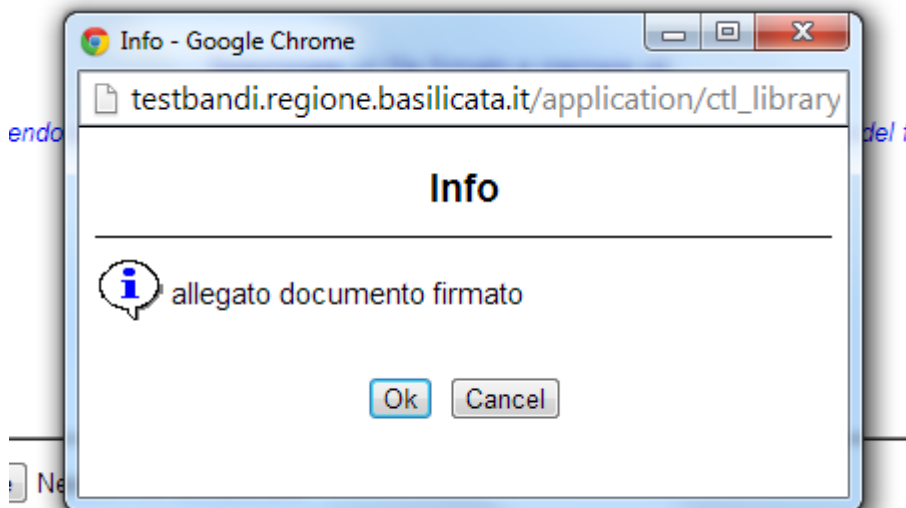 Info - Google Chrome
testbandi.regione.basilicata.it/application/ctl_library
endo
del
Info
allegato documento firmato
Ok Cancel
Ne